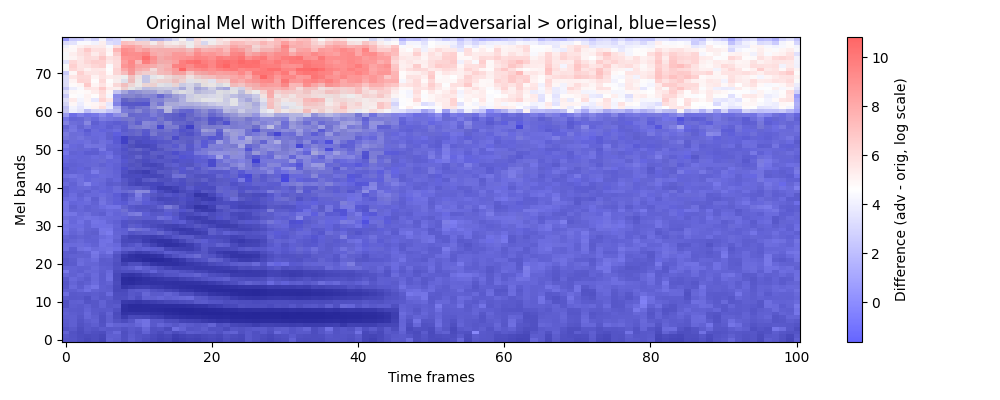 Original Mel with Differences (red=adversarial > original, blue=less)
Mel bands
70
60
50
40
30
20
10
0
0 20 40 60 80 100
Time frames
10
8
6
4
2
0
Difference (adv - orig, log scale)